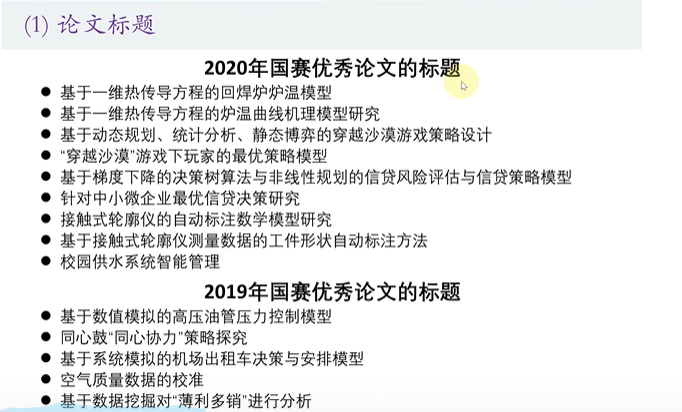 (1) 论文标题
2020年国赛优秀论文的标题
● 基于一维热传导方程的回焊炉炉温模型
● 基于一维热传导方程的炉温曲线机理模型研究
● 基于动态规划、统计分析、静态博弈的穿越沙漠游戏策略设计
● “穿越沙漠”游戏下玩家的最优策略模型
● 基于梯度下降的决策树算法与非线性规划的信贷风险评估与信贷策略模型
● 针对中小微企业最优信贷决策研究
● 接触式轮廓仪的自动标注数学模型研究
● 基于接触式轮廓仪测量数据的工件形状自动标注方法
● 校园供水系统智能管理
2019年国赛优秀论文的标题
● 基于数值模拟的高压油管压力控制模型
● 同心鼓“同心协力”策略探究
● 基于系统模拟的机场出租车决策与安排模型
● 空气质量数据的校准
● 基于数据挖掘对“薄利多销”进行分析